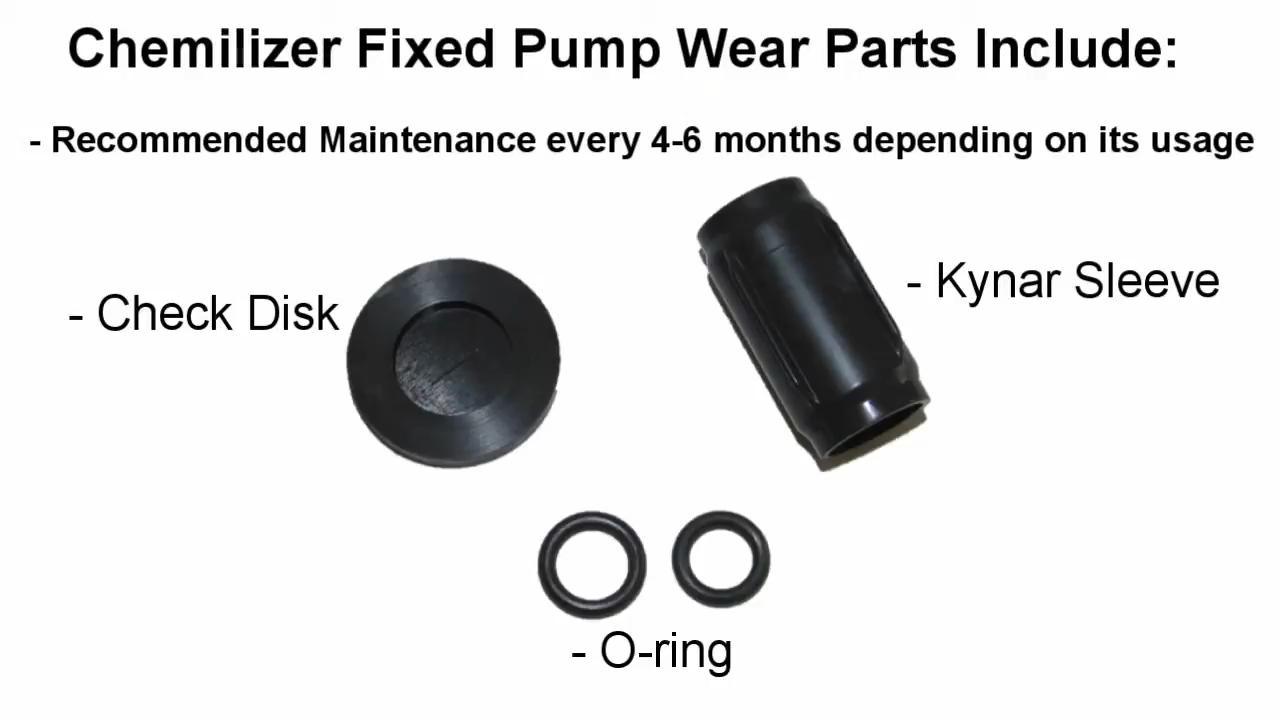 Chemilizer Fixed Pump Wear Parts Include:
- Recommended Maintenance every 4-6 months depending on its usage
- Check Disk
- Kynar Sleeve
- O-ring